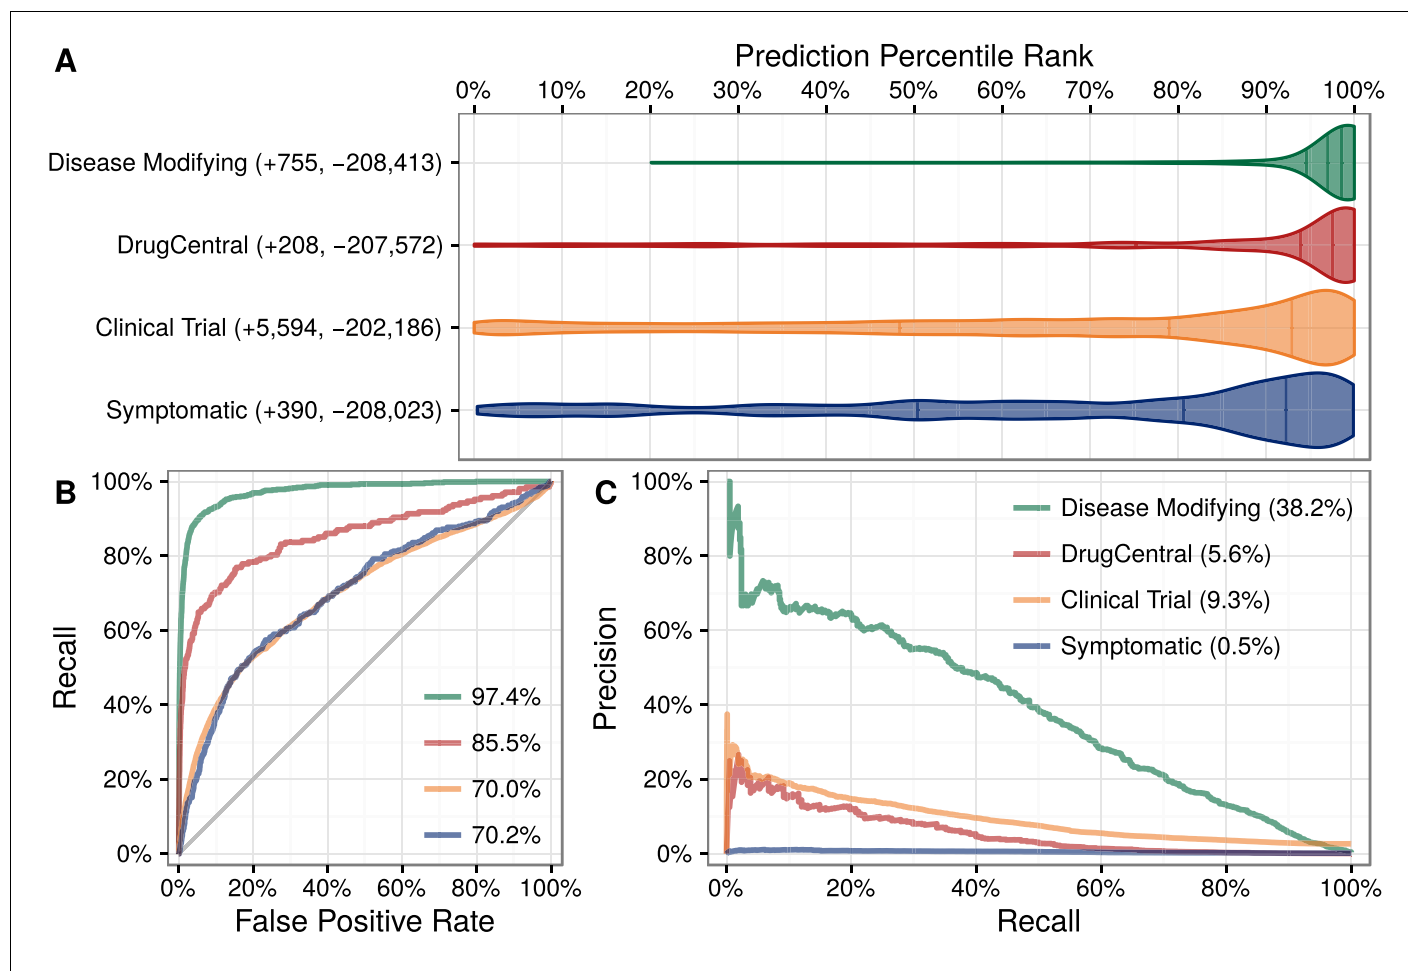 A
Prediction Percentile Rank
0% 10% 20% 30% 40% 50% 60% 70% 80% 90% 100%
Disease Modifying (+755, −208,413)
DrugCentral (+208, −207,572)
Clinical Trial (+5,594, −202,186)
Symptomatic (+390, −208,023)
B
Recall
100%
80%
60%
40%
20%
0%
97.4%
85.5%
70.0%
70.2%
0% 20% 40% 60% 80% 100%
False Positive Rate
C
Precision
100%
80%
60%
40%
20%
0%
Disease Modifying (38.2%)
DrugCentral (5.6%)
Clinical Trial (9.3%)
Symptomatic (0.5%)
0% 20% 40% 60% 80% 100%
Recall